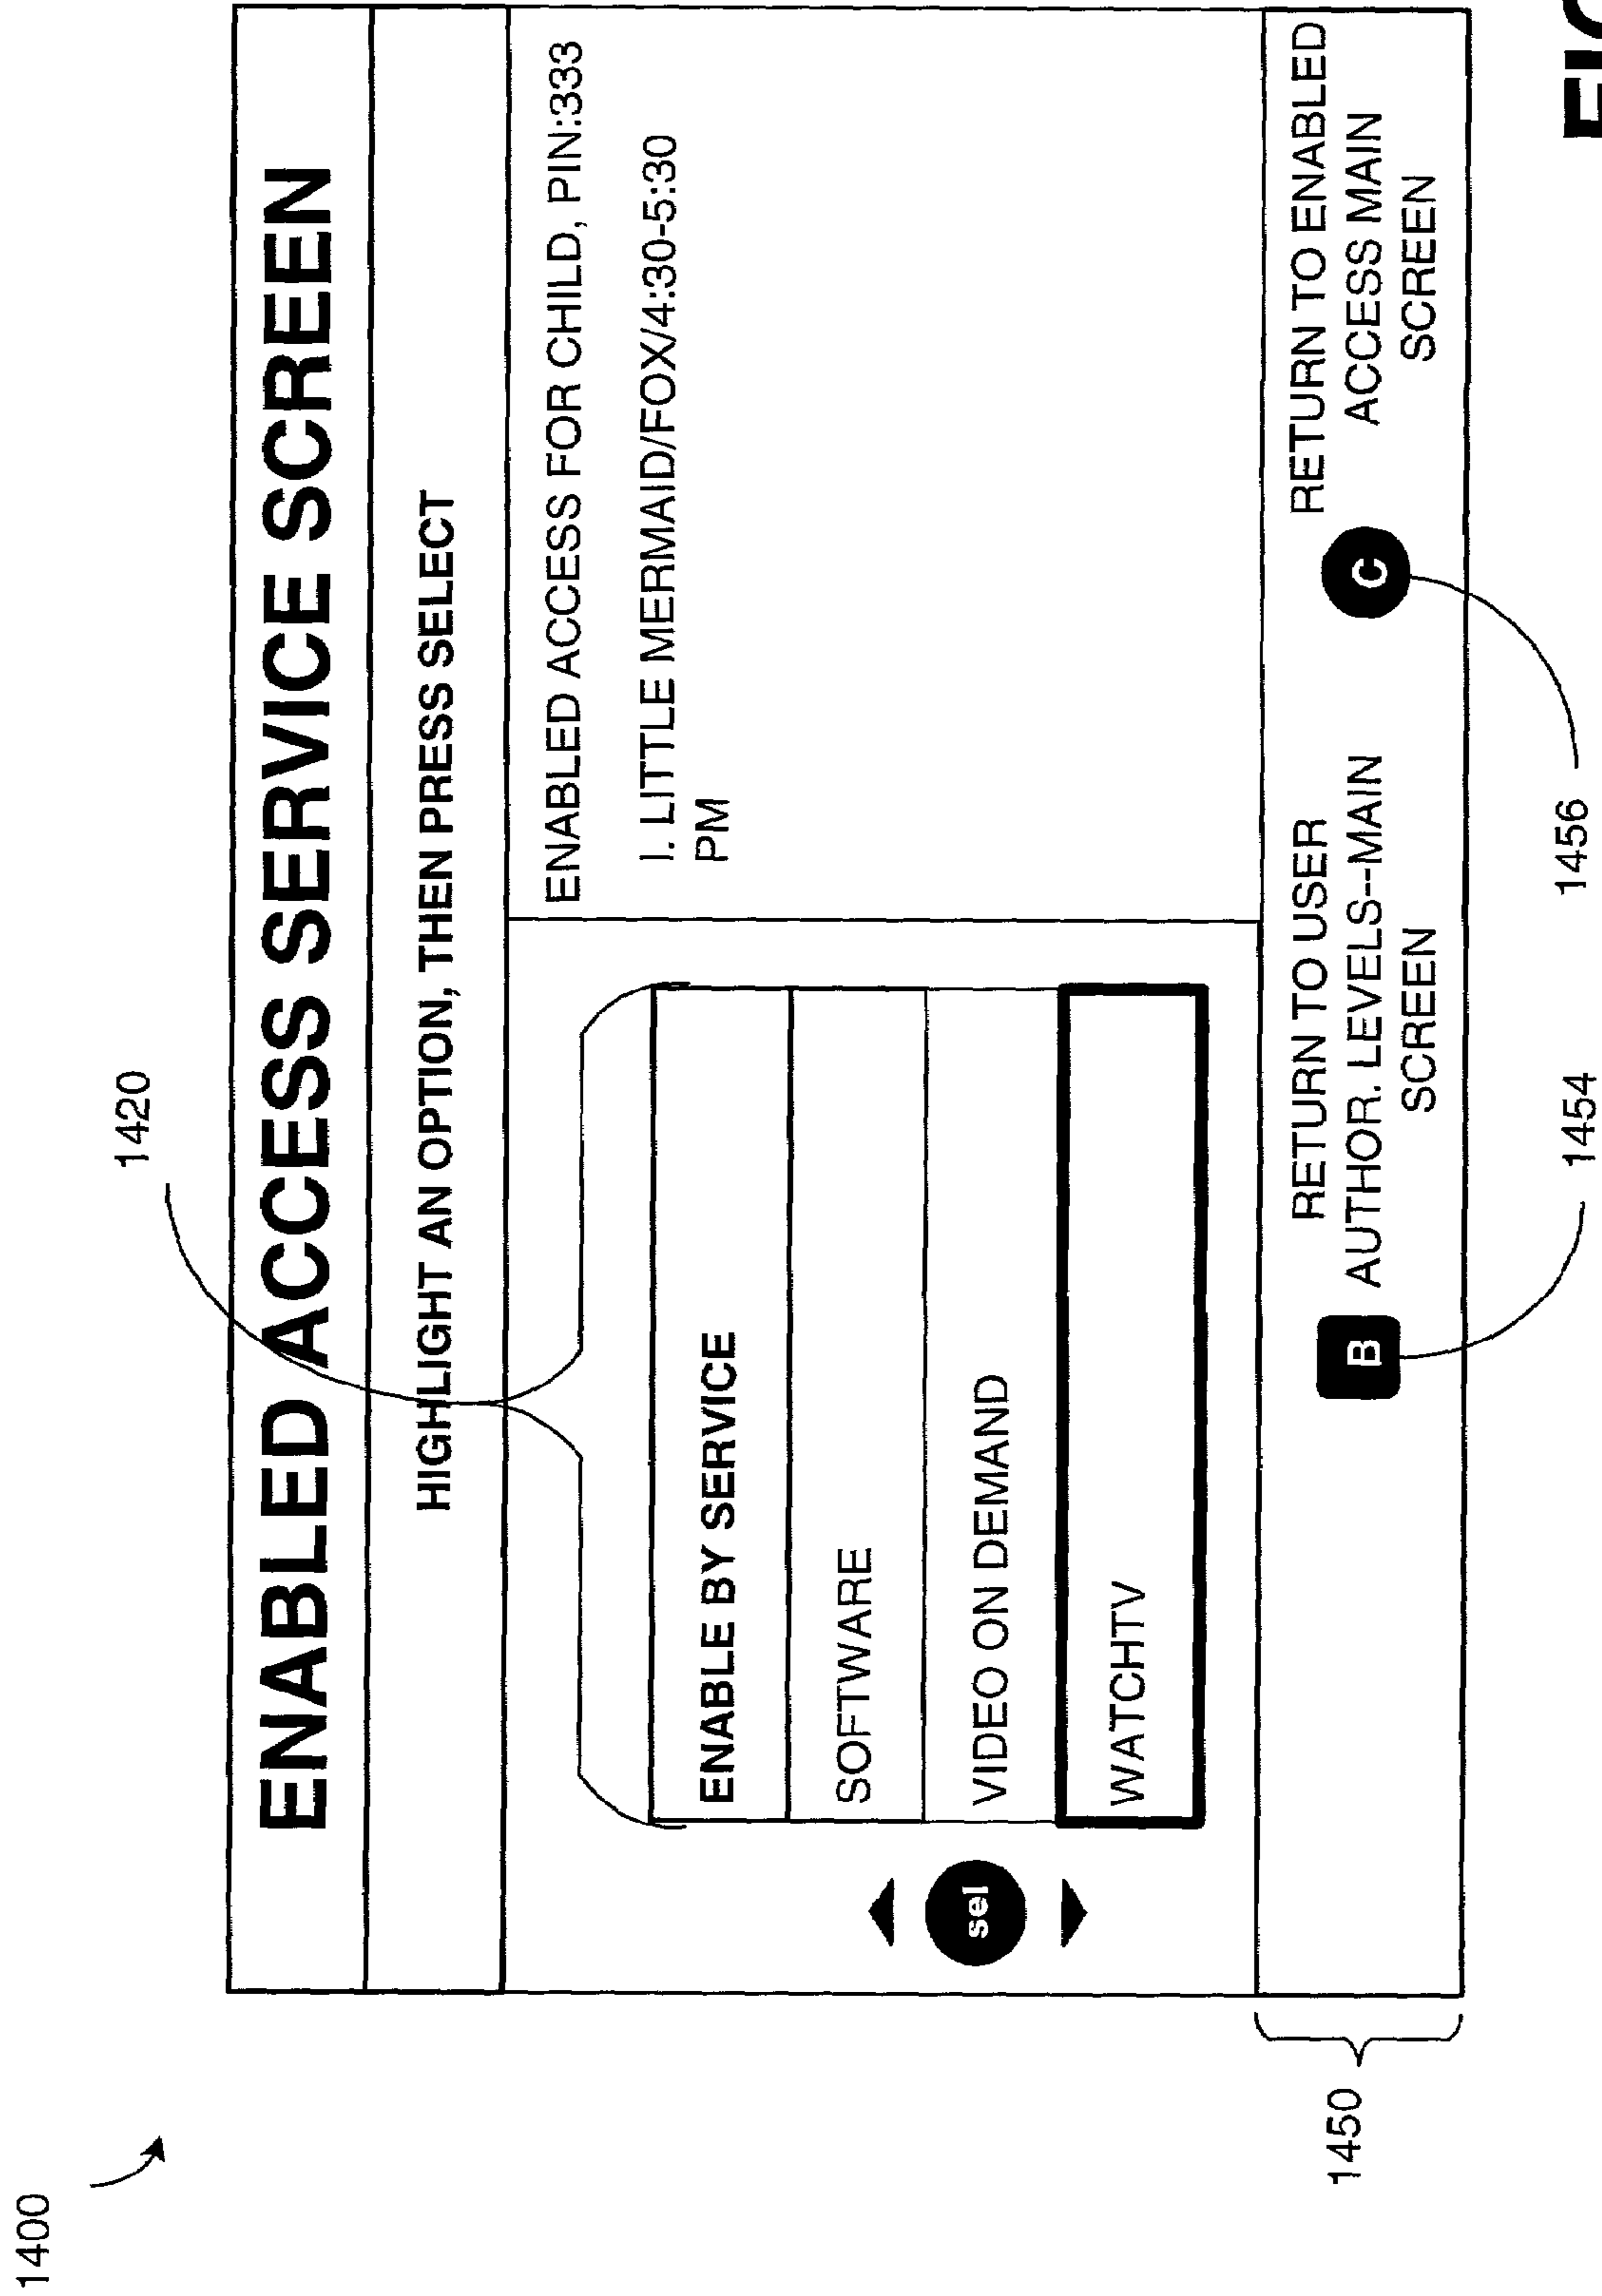 1400
1420
ENABLED ACCESS SERVICE SCREEN
HIGHLIGHT AN OPTION, THEN PRESS SELECT
sel
ENABLE BY SERVICE
SOFTWARE
VIDEO ON DEMAND
WATCHTV
ENABLED ACCESS FOR CHILD, PIN:333
I. LITTLE MERMAID/FOX/4:30-5:30
PM
1450
B
RETURN TO USER
AUTHOR. LEVELS--MAIN
SCREEN
C
RETURN TO ENABLED
ACCESS MAIN
SCREEN
1454
1456